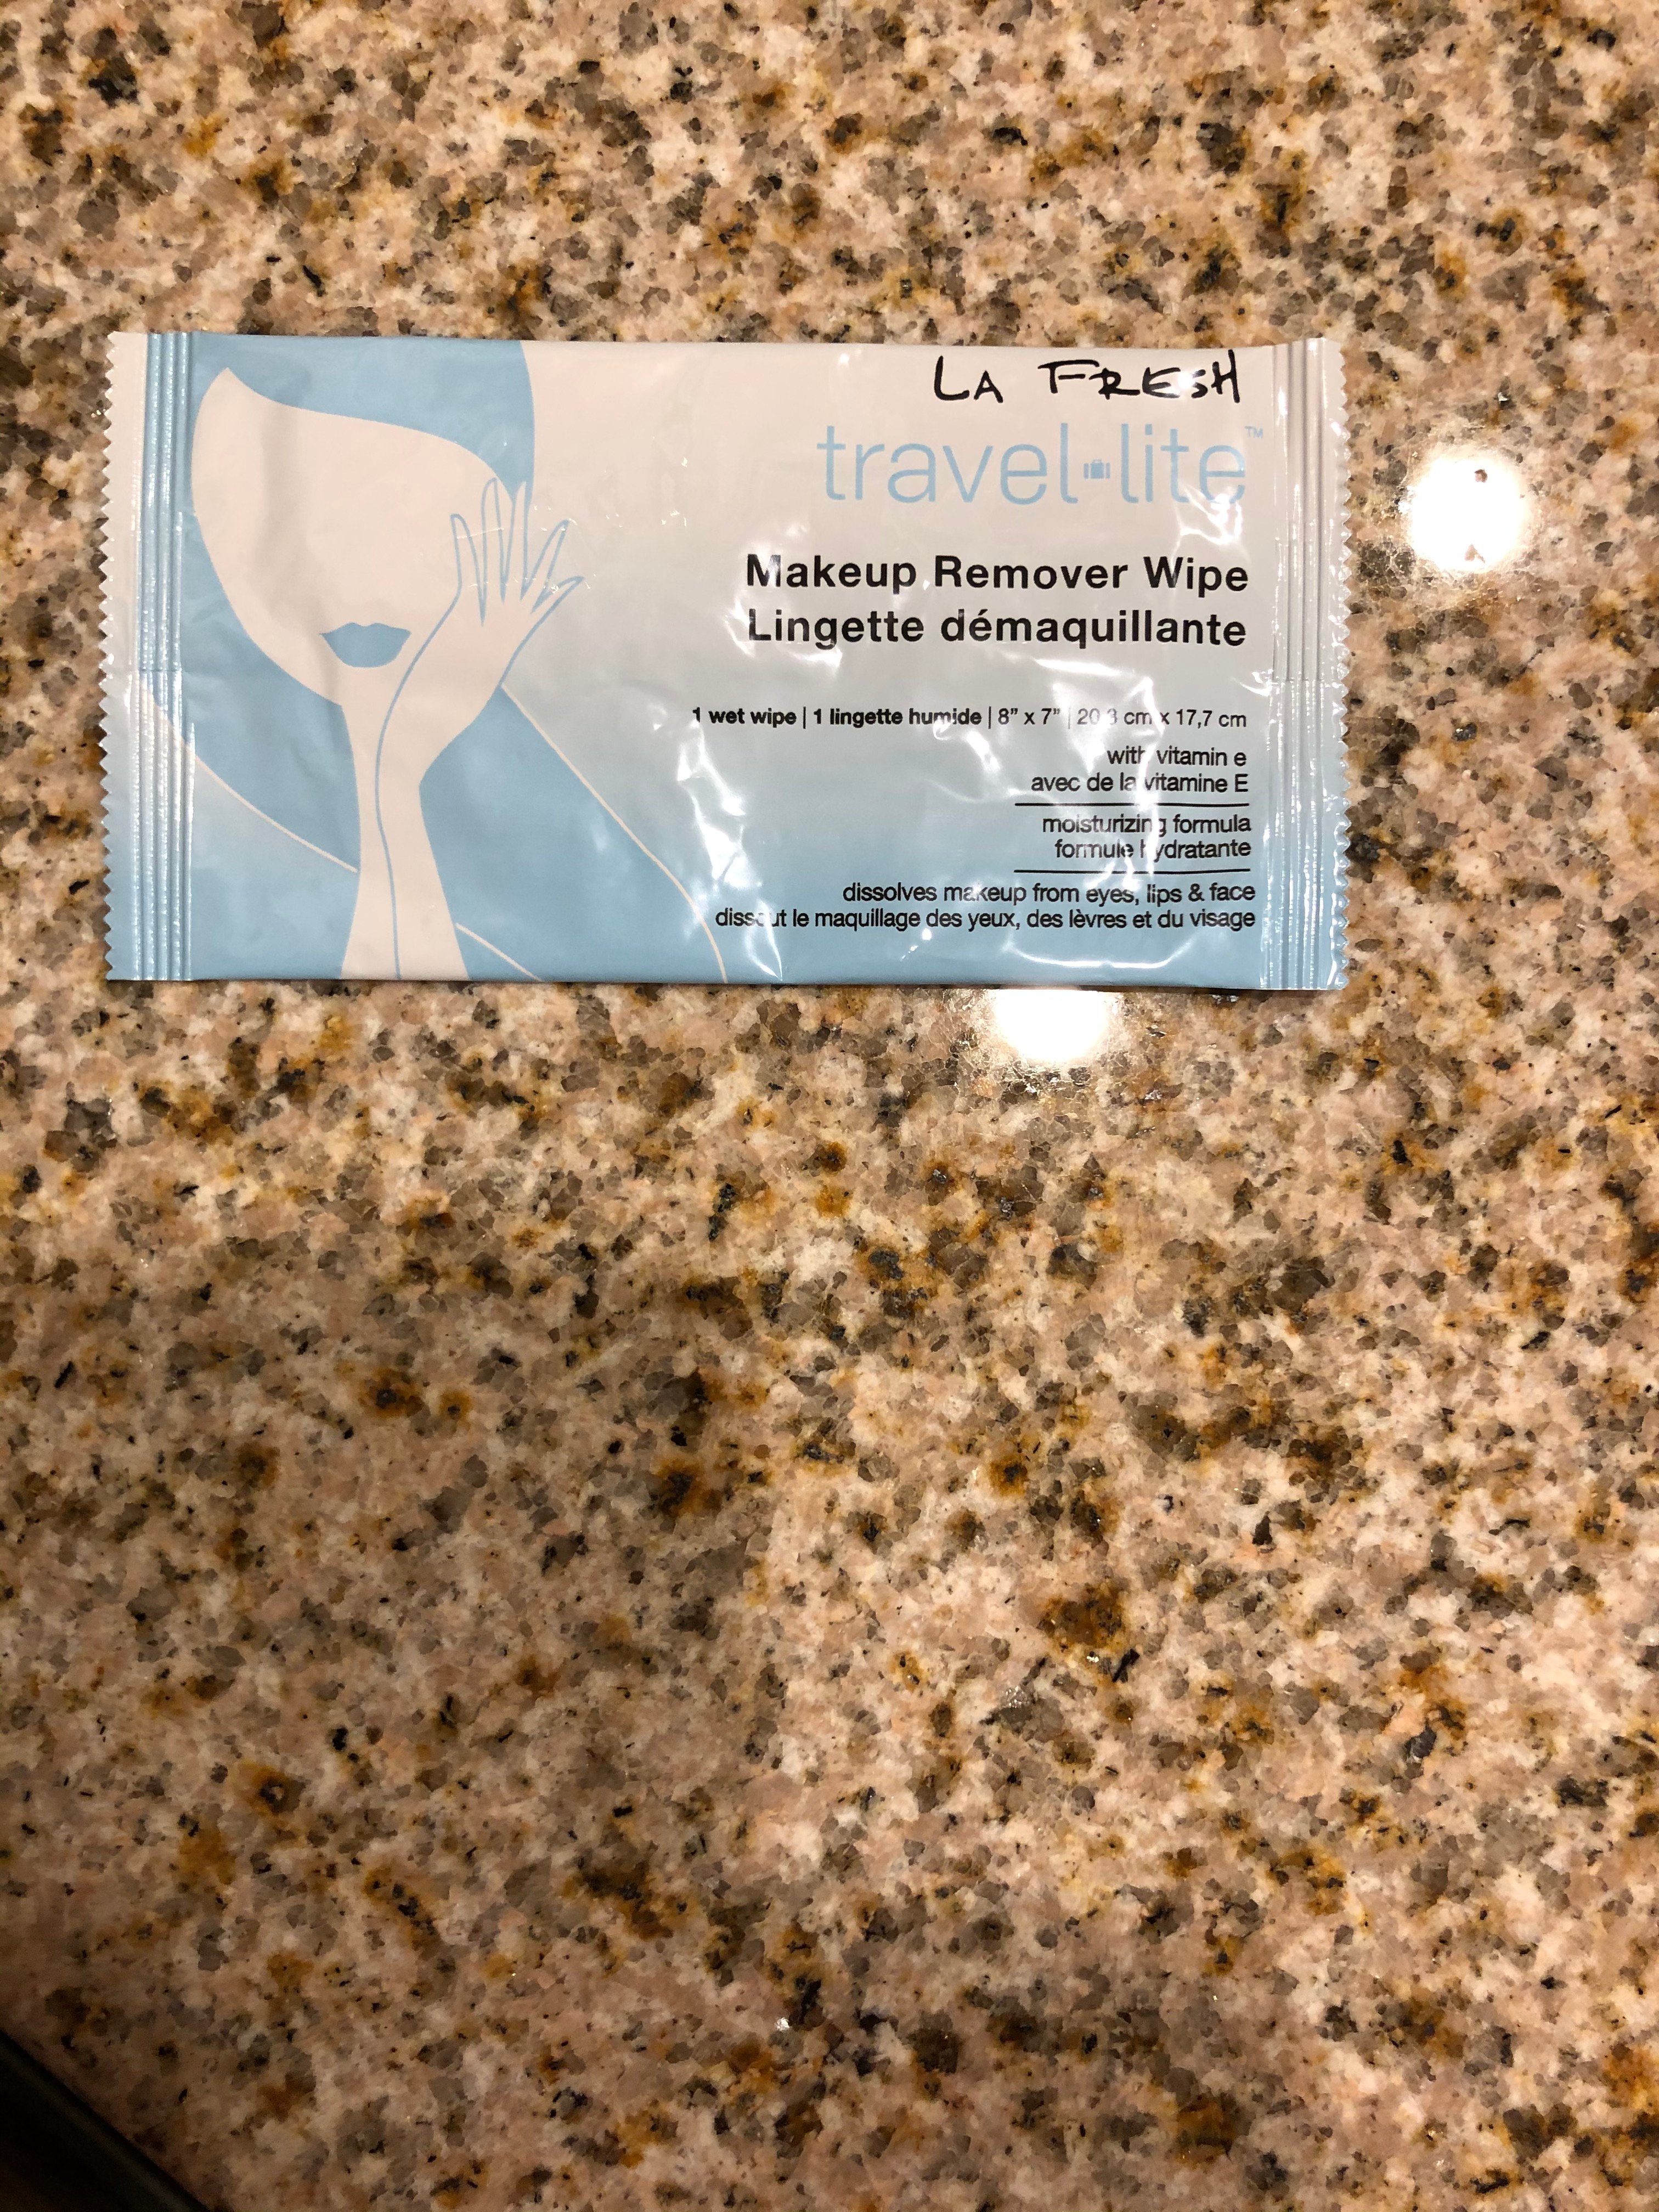 LA FRESH
travel lite™
Makeup Remover Wipe
Lingette démaquillante
1 wet wipe | 1 lingette humide | 8” x 7” | 20,3 cm x 17,7 cm
with vitamin e
avec de la vitamine E
moisturizing formula
formule hydratante
dissolves makeup from eyes, lips & face
dissout le maquillage des yeux, des lèvres et du visage